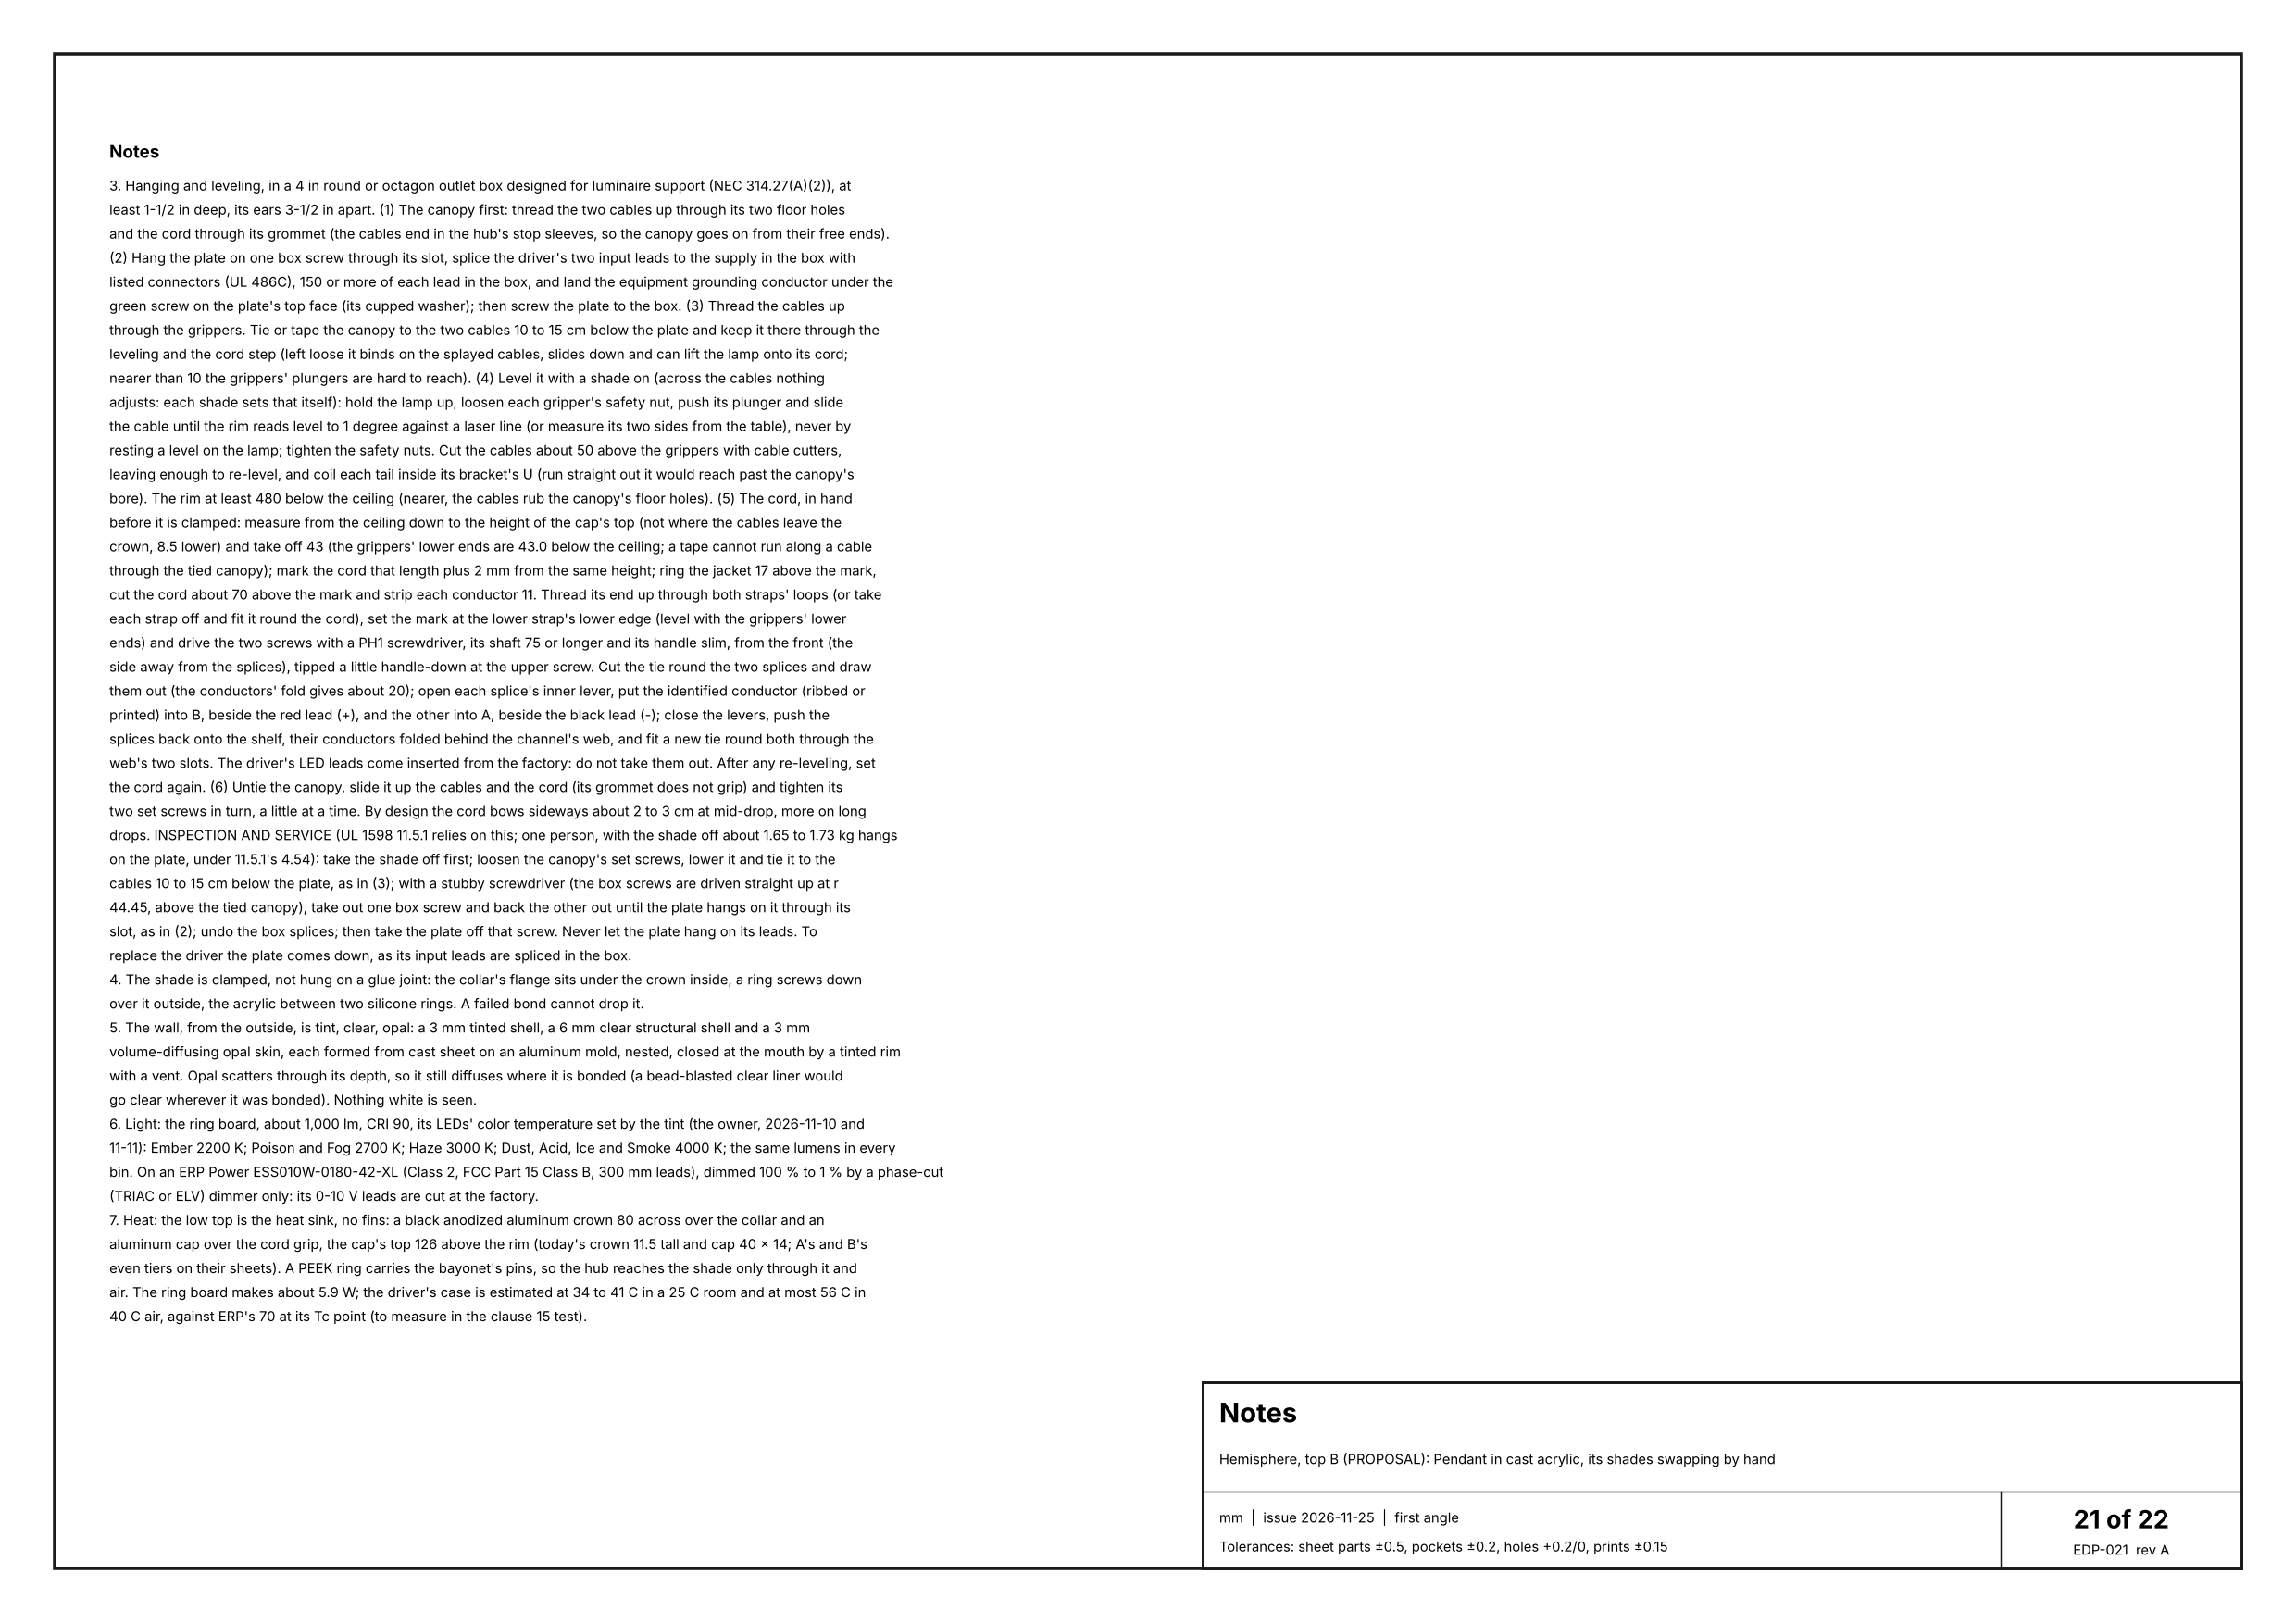 Notes
3. Hanging and leveling, in a 4 in round or octagon outlet box designed for luminaire support (NEC 314.27(A)(2)), at
least 1-1/2 in deep, its ears 3-1/2 in apart. (1) The canopy first: thread the two cables up through its two floor holes
and the cord through its grommet (the cables end in the hub's stop sleeves, so the canopy goes on from their free ends).
(2) Hang the plate on one box screw through its slot, splice the driver's two input leads to the supply in the box with
listed connectors (UL 486C), 150 or more of each lead in the box, and land the equipment grounding conductor under the
green screw on the plate's top face (its cupped washer); then screw the plate to the box. (3) Thread the cables up
through the grippers. Tie or tape the canopy to the two cables 10 to 15 cm below the plate and keep it there through the
leveling and the cord step (left loose it binds on the splayed cables, slides down and can lift the lamp onto its cord;
nearer than 10 the grippers' plungers are hard to reach). (4) Level it with a shade on (across the cables nothing
adjusts: each shade sets that itself): hold the lamp up, loosen each gripper's safety nut, push its plunger and slide
the cable until the rim reads level to 1 degree against a laser line (or measure its two sides from the table), never by
resting a level on the lamp; tighten the safety nuts. Cut the cables about 50 above the grippers with cable cutters,
leaving enough to re-level, and coil each tail inside its bracket's U (run straight out it would reach past the canopy's
bore). The rim at least 480 below the ceiling (nearer, the cables rub the canopy's floor holes). (5) The cord, in hand
before it is clamped: measure from the ceiling down to the height of the cap's top (not where the cables leave the
crown, 8.5 lower) and take off 43 (the grippers' lower ends are 43.0 below the ceiling; a tape cannot run along a cable
through the tied canopy); mark the cord that length plus 2 mm from the same height; ring the jacket 17 above the mark,
cut the cord about 70 above the mark and strip each conductor 11. Thread its end up through both straps' loops (or take
each strap off and fit it round the cord), set the mark at the lower strap's lower edge (level with the grippers' lower
ends) and drive the two screws with a PH1 screwdriver, its shaft 75 or longer and its handle slim, from the front (the
side away from the splices), tipped a little handle-down at the upper screw. Cut the tie round the two splices and draw
them out (the conductors' fold gives about 20); open each splice's inner lever, put the identified conductor (ribbed or
printed) into B, beside the red lead (+), and the other into A, beside the black lead (-); close the levers, push the
splices back onto the shelf, their conductors folded behind the channel's web, and fit a new tie round both through the
web's two slots. The driver's LED leads come inserted from the factory: do not take them out. After any re-leveling, set
the cord again. (6) Untie the canopy, slide it up the cables and the cord (its grommet does not grip) and tighten its
two set screws in turn, a little at a time. By design the cord bows sideways about 2 to 3 cm at mid-drop, more on long
drops. INSPECTION AND SERVICE (UL 1598 11.5.1 relies on this; one person, with the shade off about 1.65 to 1.73 kg hangs
on the plate, under 11.5.1's 4.54): take the shade off first; loosen the canopy's set screws, lower it and tie it to the
cables 10 to 15 cm below the plate, as in (3); with a stubby screwdriver (the box screws are driven straight up at r
44.45, above the tied canopy), take out one box screw and back the other out until the plate hangs on it through its
slot, as in (2); undo the box splices; then take the plate off that screw. Never let the plate hang on its leads. To
replace the driver the plate comes down, as its input leads are spliced in the box.
4. The shade is clamped, not hung on a glue joint: the collar's flange sits under the crown inside, a ring screws down
over it outside, the acrylic between two silicone rings. A failed bond cannot drop it.
5. The wall, from the outside, is tint, clear, opal: a 3 mm tinted shell, a 6 mm clear structural shell and a 3 mm
volume-diffusing opal skin, each formed from cast sheet on an aluminum mold, nested, closed at the mouth by a tinted rim
with a vent. Opal scatters through its depth, so it still diffuses where it is bonded (a bead-blasted clear liner would
go clear wherever it was bonded). Nothing white is seen.
6. Light: the ring board, about 1,000 lm, CRI 90, its LEDs' color temperature set by the tint (the owner, 2026-11-10 and
11-11): Ember 2200 K; Poison and Fog 2700 K; Haze 3000 K; Dust, Acid, Ice and Smoke 4000 K; the same lumens in every
bin. On an ERP Power ESS010W-0180-42-XL (Class 2, FCC Part 15 Class B, 300 mm leads), dimmed 100 % to 1 % by a phase-cut
(TRIAC or ELV) dimmer only: its 0-10 V leads are cut at the factory.
7. Heat: the low top is the heat sink, no fins: a black anodized aluminum crown 80 across over the collar and an
aluminum cap over the cord grip, the cap's top 126 above the rim (today's crown 11.5 tall and cap 40 × 14; A's and B's
even tiers on their sheets). A PEEK ring carries the bayonet's pins, so the hub reaches the shade only through it and
air. The ring board makes about 5.9 W; the driver's case is estimated at 34 to 41 C in a 25 C room and at most 56 C in
40 C air, against ERP's 70 at its Tc point (to measure in the clause 15 test).
Notes
Hemisphere, top B (PROPOSAL): Pendant in cast acrylic, its shades swapping by hand
mm | issue 2026-11-25 | first angle
Tolerances: sheet parts ±0.5, pockets ±0.2, holes +0.2/0, prints ±0.15
21 of 22
EDP-021 rev A